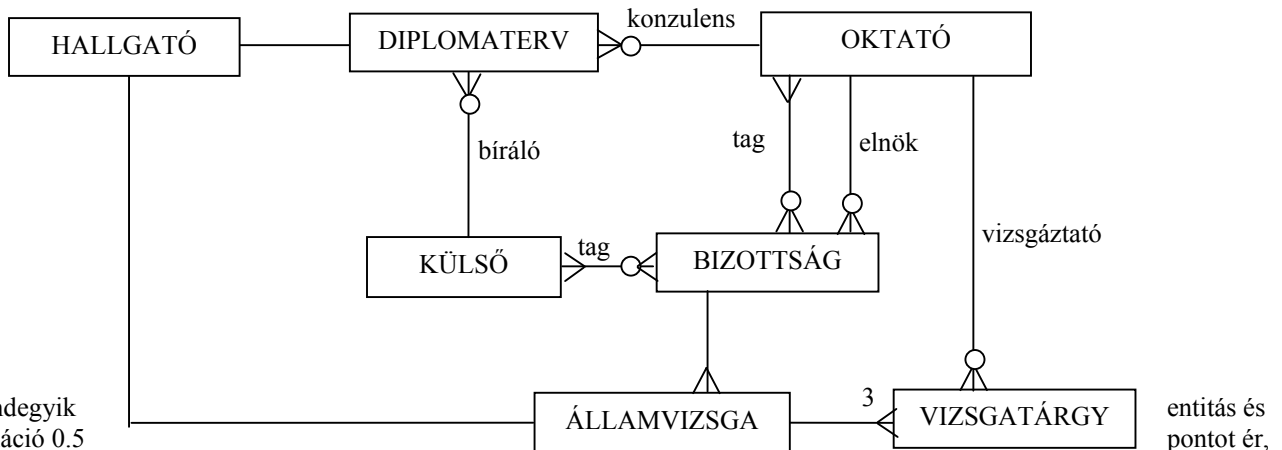 konzulens
HALLGATÓ
DIPLOMATERV
OKTATÓ
bíráló
tag
elnök
vizsgáztató
KÜLSŐ
tag
BIZOTTSÁG
3
ÁLLAMVIZSGA
VIZSGATÁRGY
ndegyik
entitás és
áció 0.5
pontot ér,